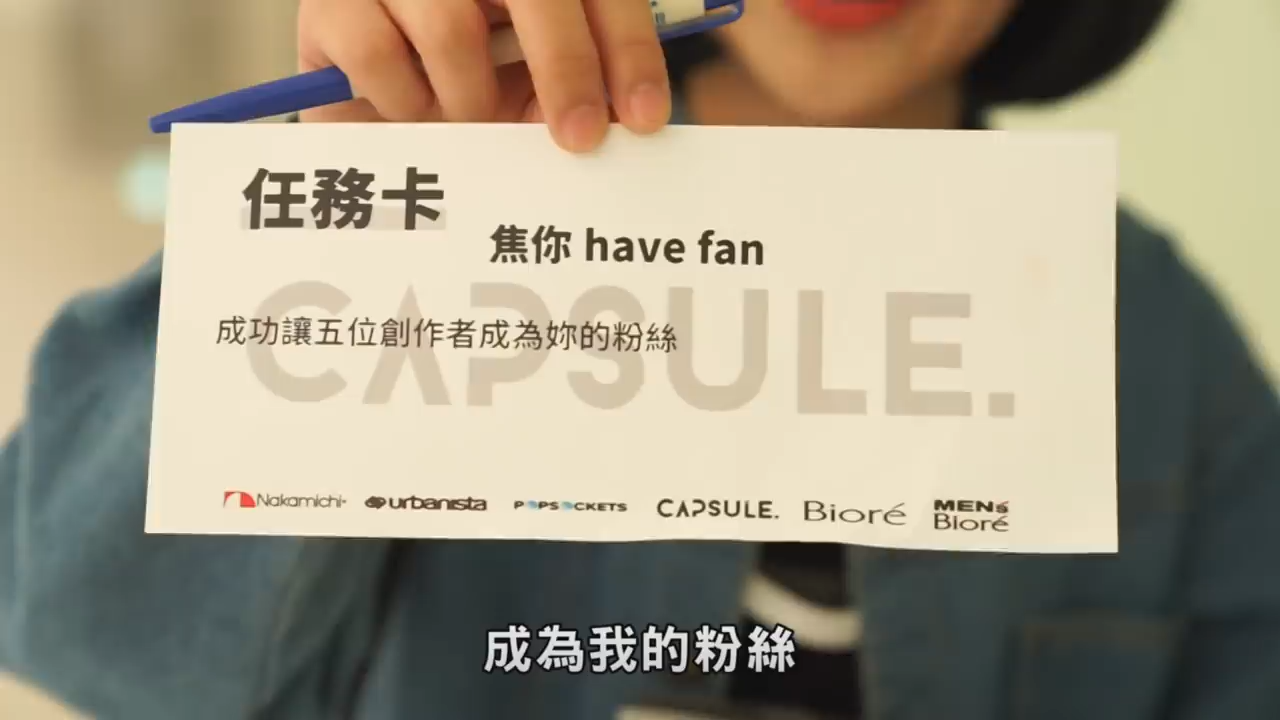 任務卡
焦你 have fan
CAPSULE.
成功讓五位創作者成為妳的粉絲
Nakamichi urbanista POPSOCKETS CAPSULE. Bioré MEN's Bioré
成為我的粉絲